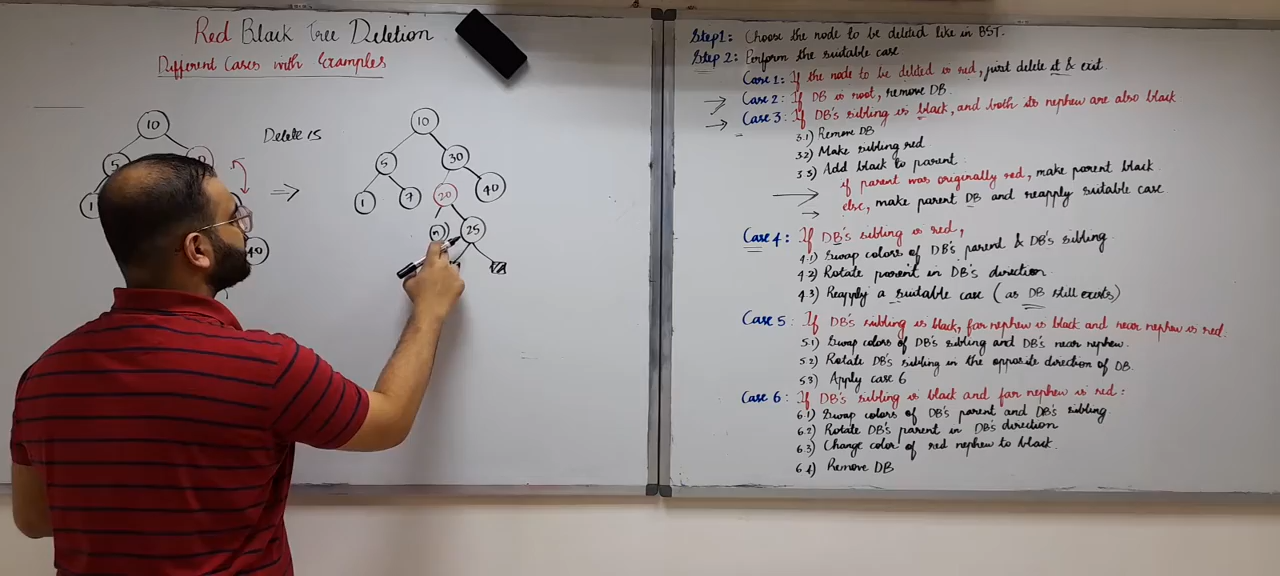 Red Black Tree Deletion
Different Cases with Examples
10
5
1
40
Delete 15
10
5
30
1
7
20
40
25
Step1: Choose the node to be deleted like in BST.
Step 2: Perform the suitable case
Case 1: If the node to be deleted is red, just delete it & exit
Case 2: If DB is root, remove DB.
Case 3: If DB's sibling is black, and both its nephew are also black
3.1) Remove DB
3.2) Make sibling red
3.3) Add black to parent.
if parent was originally red, make parent black
else, make parent DB and reapply suitable case
Case 4: If DB's sibling is red,
4.1) Swap colors of DB's parent & DB's sibling
4.2) Rotate parent in DB's direction
4.3) Reapply a suitable case (as DB still exists)
Case 5: If DB's sibling is black, far nephew is black and near nephew is red.
5.1) Swap colors of DB's sibling and DB's near nephew.
5.2) Rotate DB's sibling in the opposite direction of DB.
5.3) Apply case 6
Case 6: If DB's sibling is black and far nephew is red:
6.1) Swap colors of DB's parent and DB's sibling
6.2) Rotate DB's parent in DB's direction
6.3) Change color of red nephew to black.
6.4) Remove DB